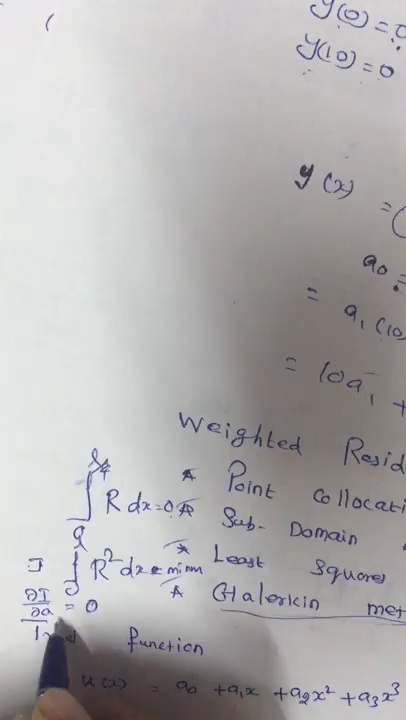 y(0) = 0
y(10) = 0
y(x) =
a0 =
= a1 (10)
= 10a1 +
Weighted Resid
* Point Collocati
∫ R dx = 0 * Sub-Domain
* Least Squares
I ∫ R² dx = minm
* Ghalerkin met
∂I/∂a = 0
function
u(x) = a0 + a1x + a2x² + a3x³